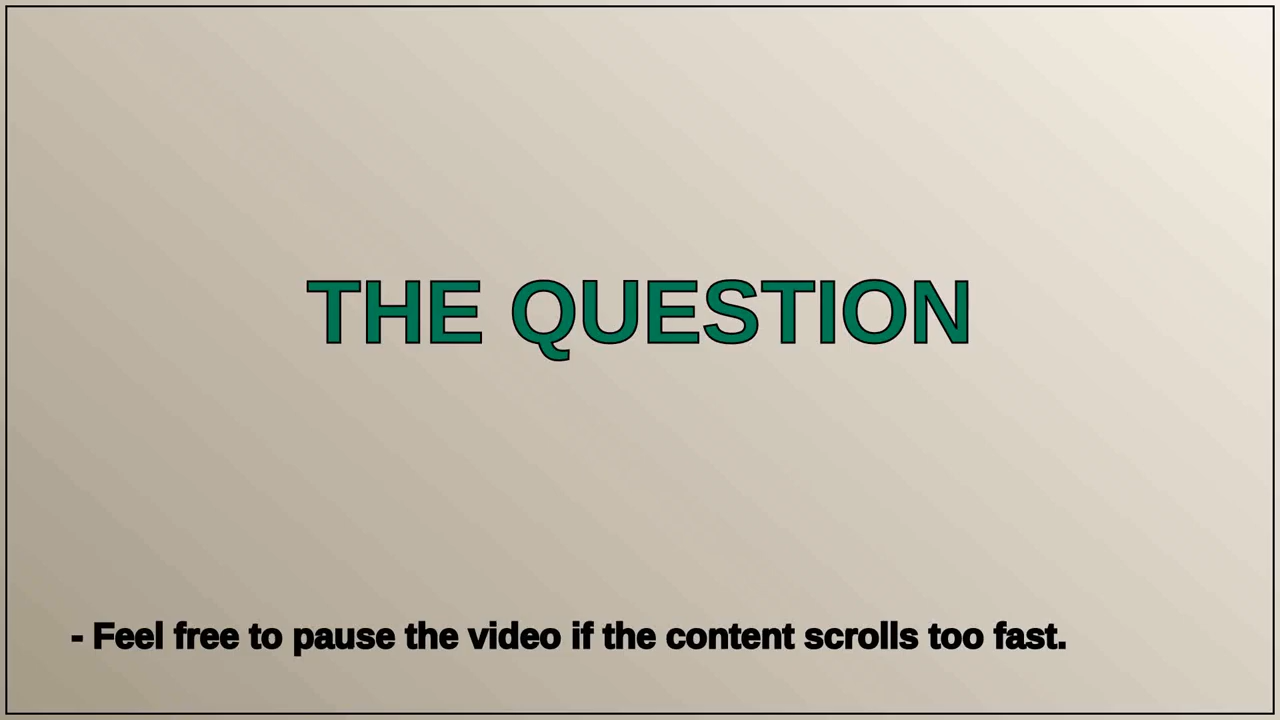 THE QUESTION
- Feel free to pause the video if the content scrolls too fast.